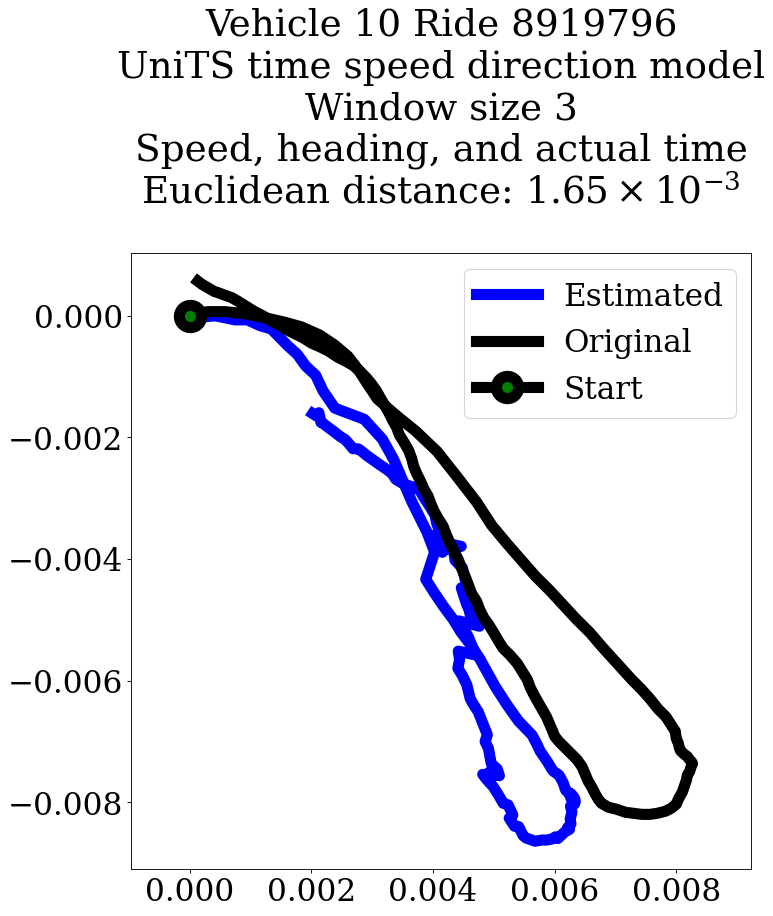 Vehicle 10 Ride 8919796
UniTS time speed direction model
Window size 3
Speed, heading, and actual time
Euclidean distance: 1.65 × 10⁻³
Estimated
Original
Start
0.000
−0.002
−0.004
−0.006
−0.008
0.000 0.002 0.004 0.006 0.008